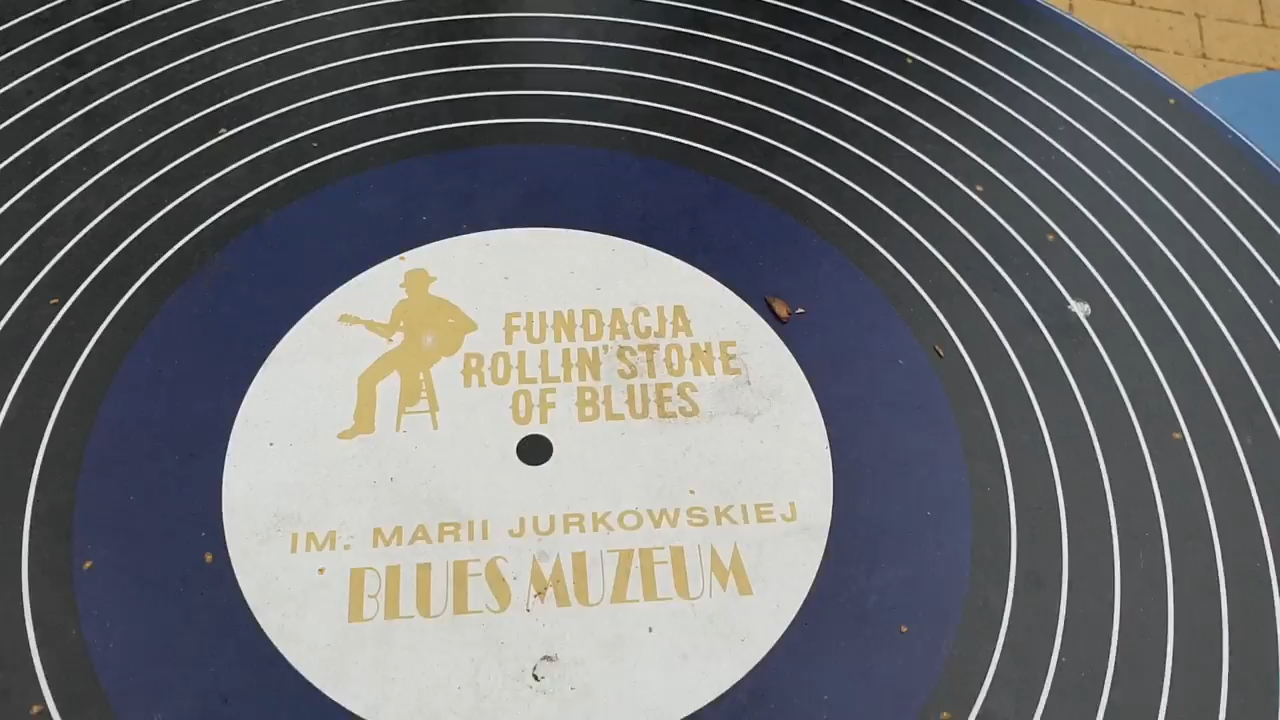 FUNDACJA
ROLLIN' STONE
OF BLUES
IM. MARII JURKOWSKIEJ
BLUES MUZEUM